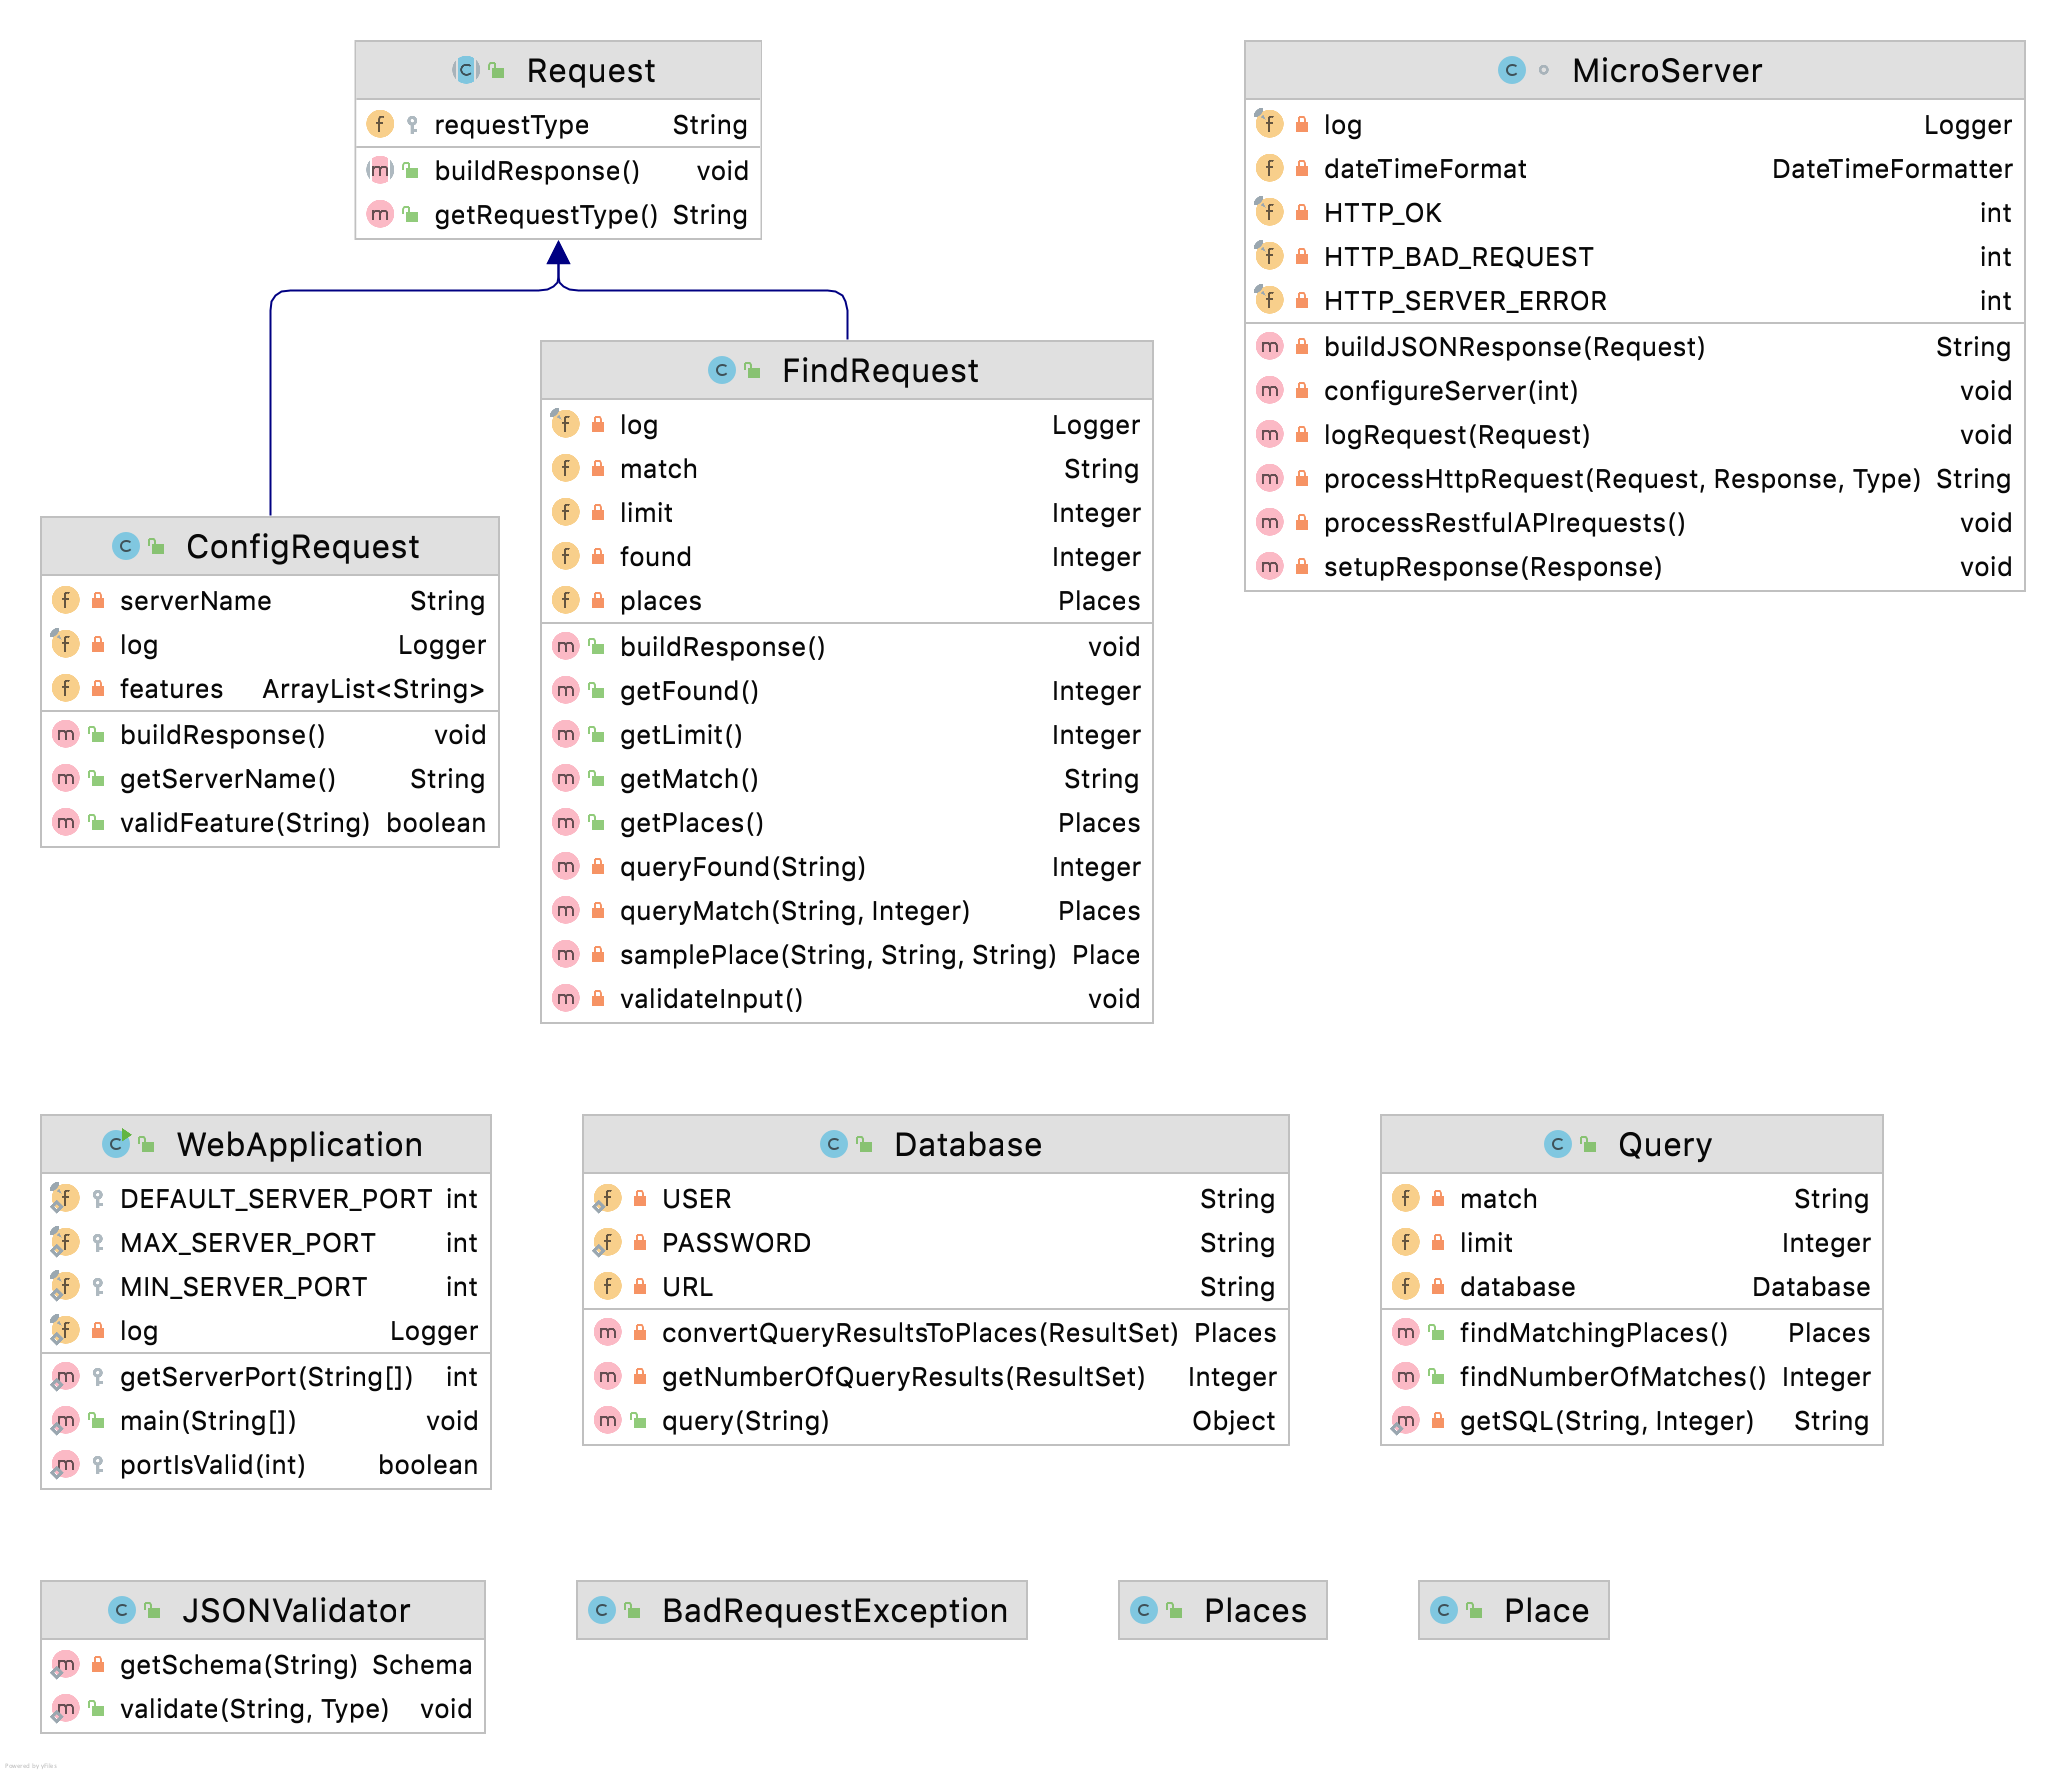 Request
requestType String
buildResponse() void
getRequestType() String
MicroServer
log Logger
dateTimeFormat DateTimeFormatter
HTTP_OK int
HTTP_BAD_REQUEST int
HTTP_SERVER_ERROR int
buildJSONResponse(Request) String
configureServer(int) void
logRequest(Request) void
processHttpRequest(Request, Response, Type) String
processRestfulAPIrequests() void
setupResponse(Response) void
FindRequest
log Logger
match String
limit Integer
found Integer
places Places
buildResponse() void
getFound() Integer
getLimit() Integer
getMatch() String
getPlaces() Places
queryFound(String) Integer
queryMatch(String, Integer) Places
samplePlace(String, String, String) Place
validateInput() void
ConfigRequest
serverName String
log Logger
features ArrayList<String>
buildResponse() void
getServerName() String
validFeature(String) boolean
WebApplication
DEFAULT_SERVER_PORT int
MAX_SERVER_PORT int
MIN_SERVER_PORT int
log Logger
getServerPort(String[]) int
main(String[]) void
portIsValid(int) boolean
Database
USER String
PASSWORD String
URL String
convertQueryResultsToPlaces(ResultSet) Places
getNumberOfQueryResults(ResultSet) Integer
query(String) Object
Query
match String
limit Integer
database Database
findMatchingPlaces() Places
findNumberOfMatches() Integer
getSQL(String, Integer) String
JSONValidator
getSchema(String) Schema
validate(String, Type) void
BadRequestException
Places
Place
Powered by yFiles